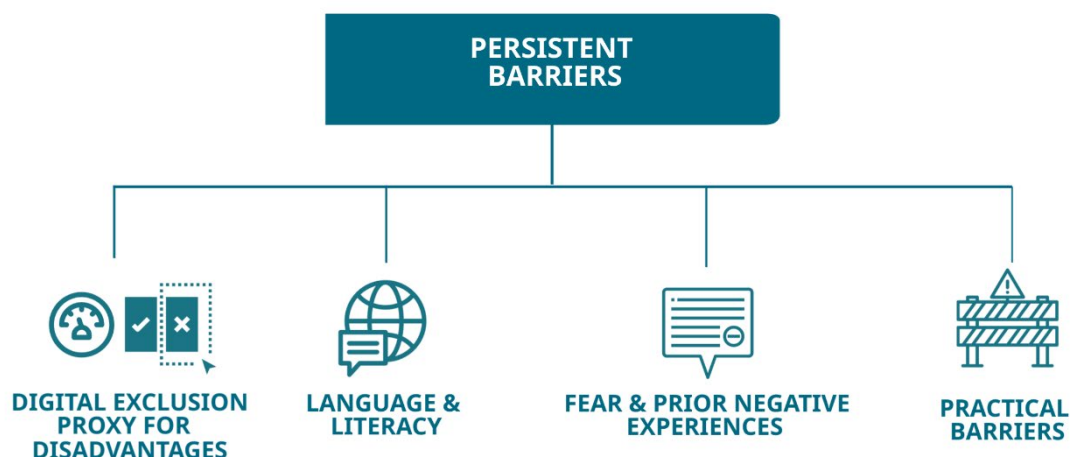 PERSISTENT
BARRIERS
DIGITAL EXCLUSION
PROXY FOR
DISADVANTAGES
LANGUAGE &
LITERACY
FEAR & PRIOR NEGATIVE
EXPERIENCES
PRACTICAL
BARRIERS